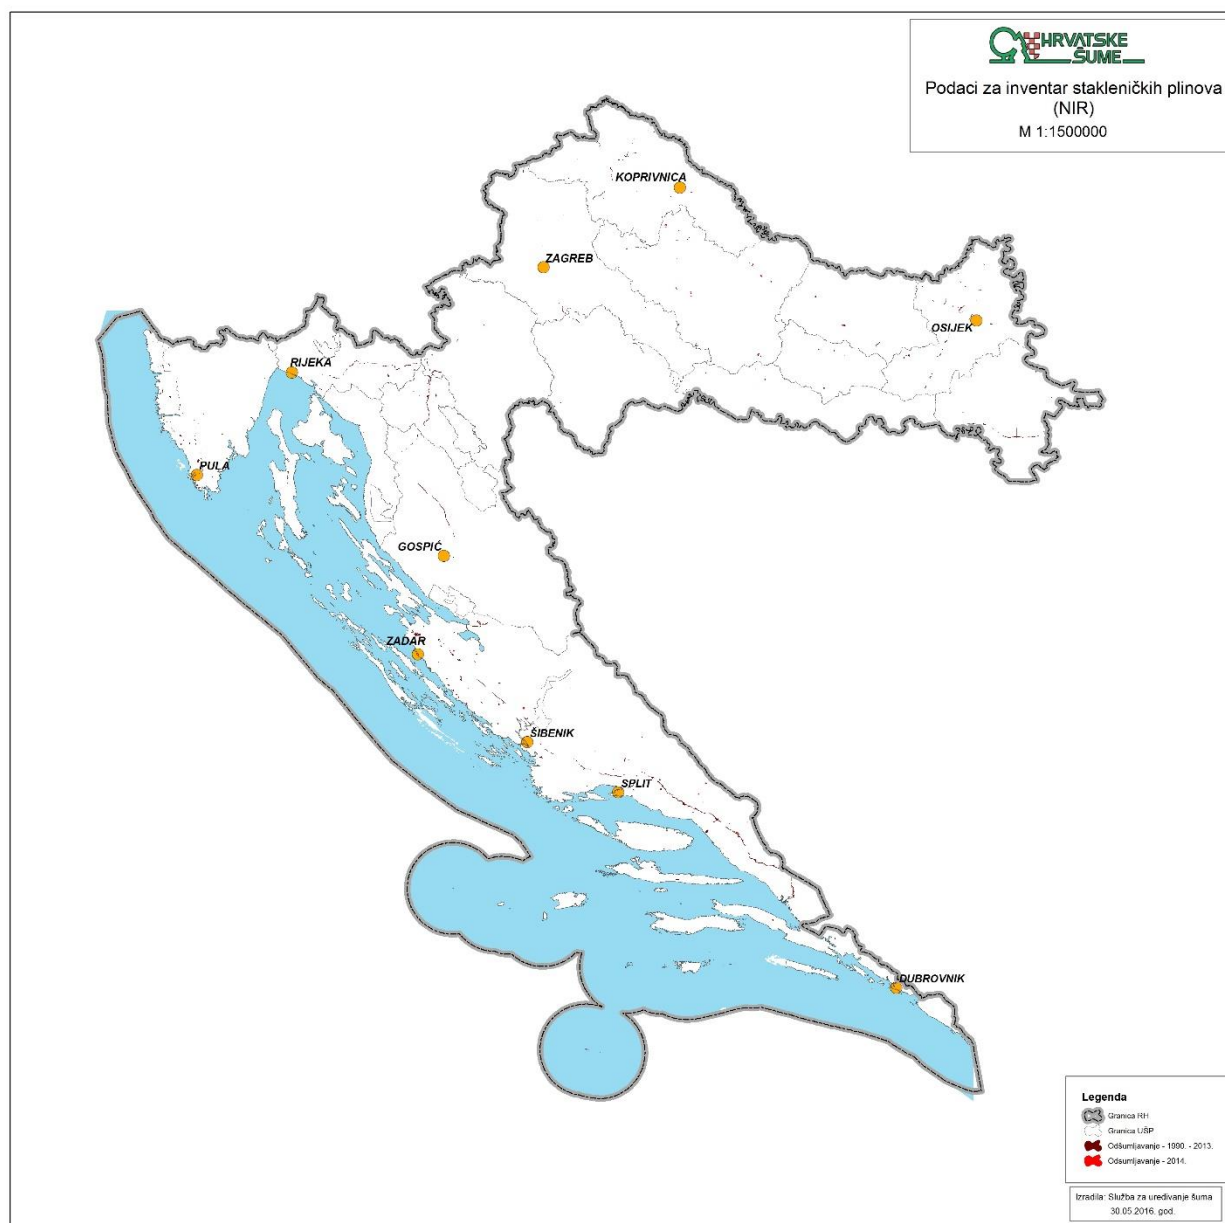 HRVATSKE
ŠUME
Podaci za inventar stakleničkih plinova
(NIR)
M 1:1500000
KOPRIVNICA
ZAGREB
OSIJEK
RIJEKA
PULA
GOSPIĆ
ZADAR
ŠIBENIK
SPLIT
DUBROVNIK
Legenda
Granica RH
Granica UŠP
Odšumljavanje - 1990. - 2013.
Odsumljavanje - 2014.
Izradila: Služba za uređivanje šuma
30.05.2016. god.